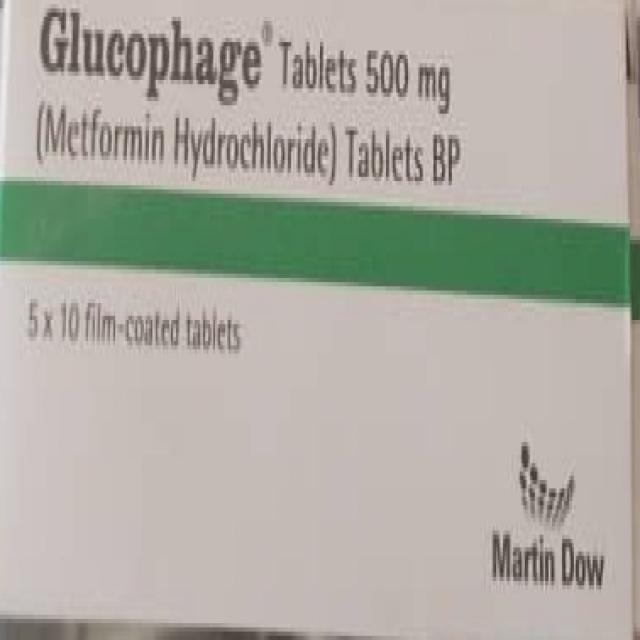 Glucophage® Tablets 500 mg
(Metformin Hydrochloride) Tablets BP
5 x 10 film-coated tablets
Martin Dow